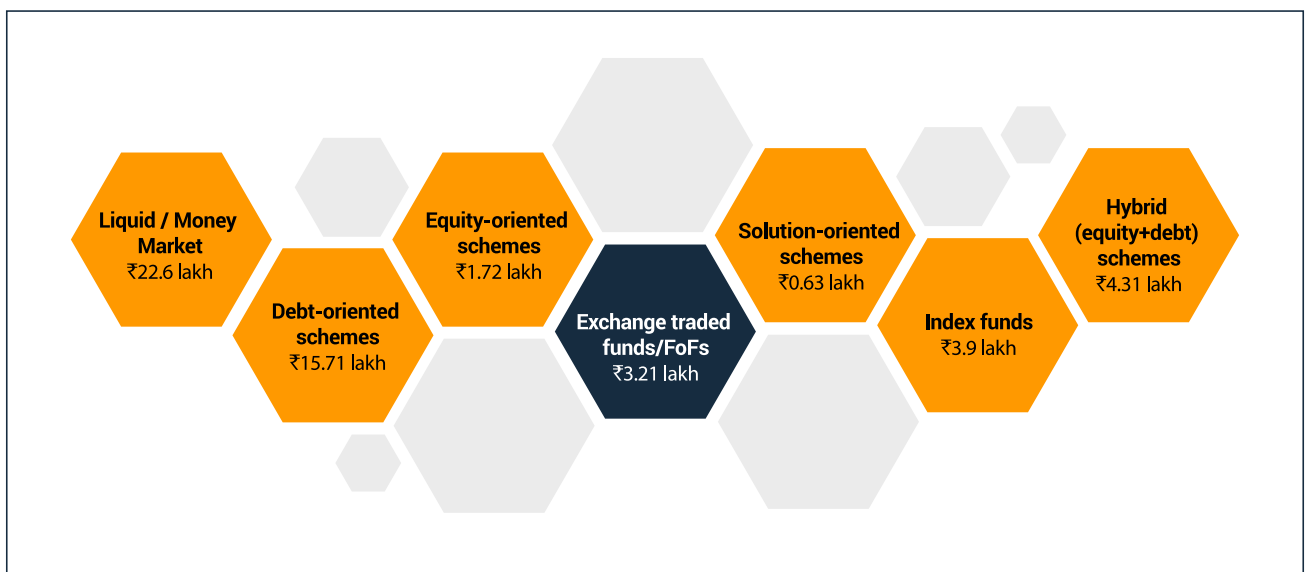 Liquid / Money
Market
₹22.6 lakh
Debt-oriented
schemes
₹15.71 lakh
Equity-oriented
schemes
₹1.72 lakh
Exchange traded
funds/FoFs
₹3.21 lakh
Solution-oriented
schemes
₹0.63 lakh
Index funds
₹3.9 lakh
Hybrid
(equity+debt)
schemes
₹4.31 lakh